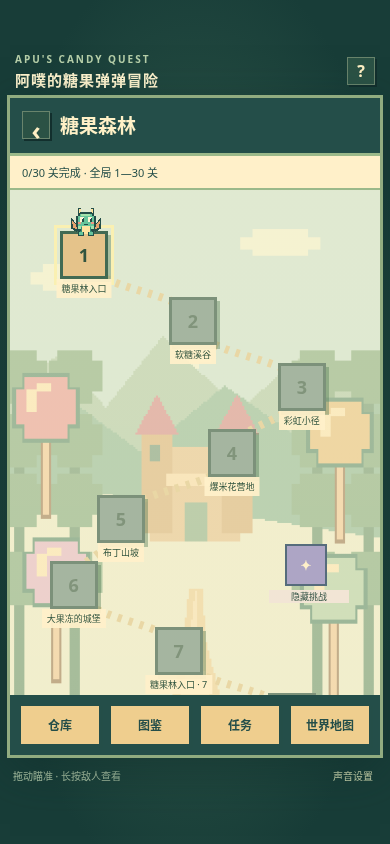 APU'S CANDY QUEST
阿噗的糖果弹弹冒险
?
‹ 糖果森林
0/30 关完成 · 全局 1—30 关
1
糖果林入口
2
软糖溪谷
3
彩虹小径
4
爆米花营地
5
布丁山坡
6
大果冻的城堡
隐藏挑战
7
糖果林入口 · 7
仓库 图鉴 任务 世界地图
拖动瞄准 · 长按敌人查看 声音设置